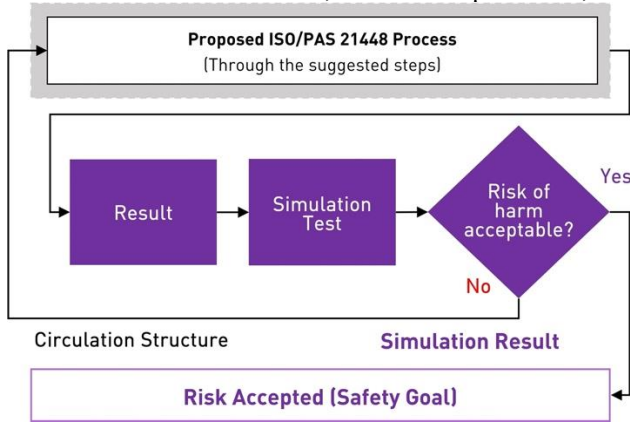 Proposed ISO/PAS 21448 Process
(Through the suggested steps)
Result
Simulation
Test
Risk of
harm
acceptable?
Yes
No
Circulation Structure
Simulation Result
Risk Accepted (Safety Goal)